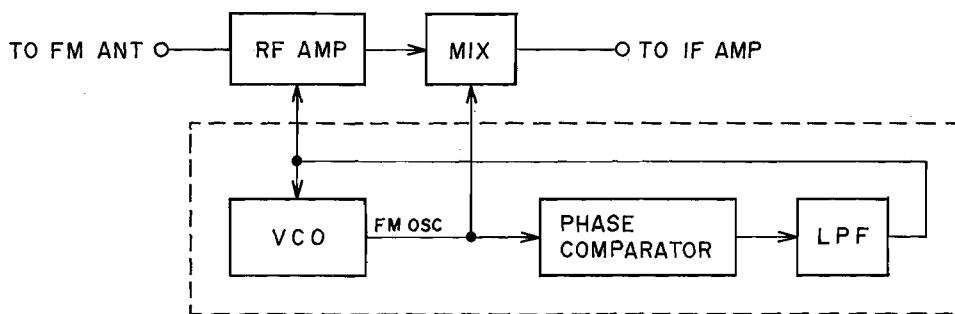 TO FM ANT
RF AMP
MIX
TO IF AMP
VCO
FM OSC
PHASE
COMPARATOR
LPF